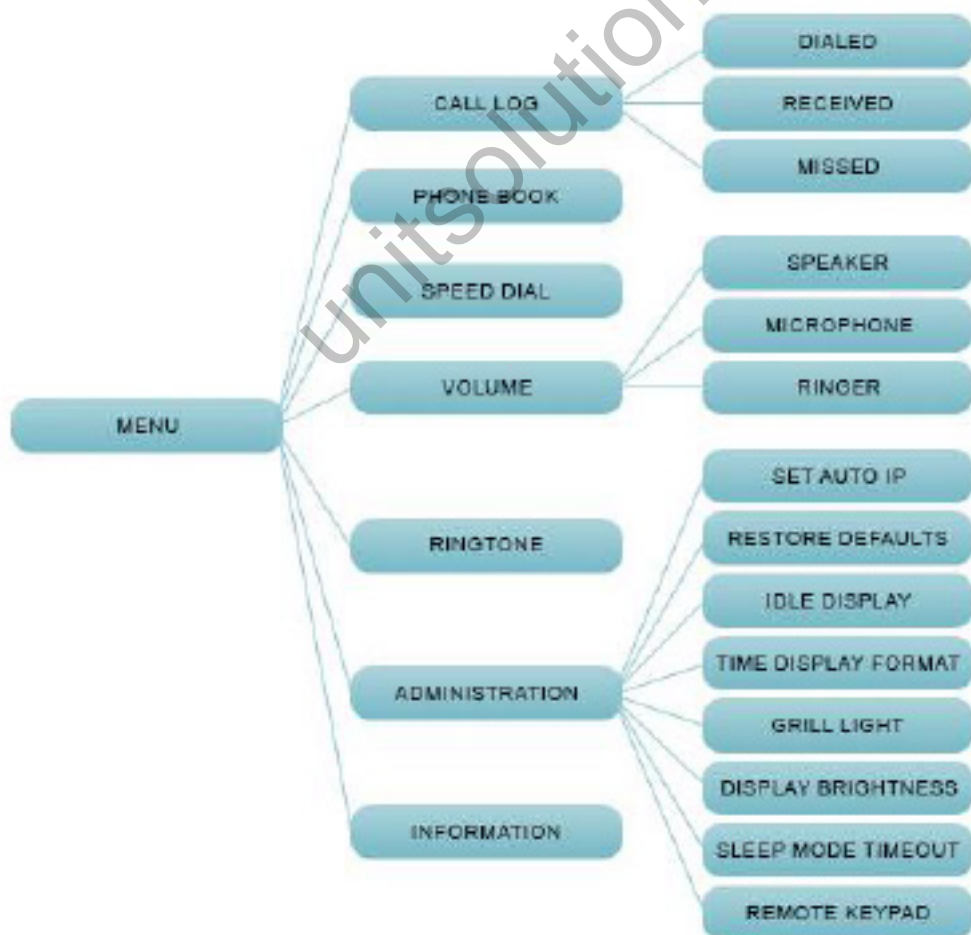 MENU
CALL LOG
DIALED
RECEIVED
MISSED
PHONE BOOK
SPEED DIAL
VOLUME
SPEAKER
MICROPHONE
RINGER
RINGTONE
ADMINISTRATION
SET AUTO IP
RESTORE DEFAULTS
IDLE DISPLAY
TIME DISPLAY FORMAT
GRILL LIGHT
DISPLAY BRIGHTNESS
SLEEP MODE TIMEOUT
REMOTE KEYPAD
INFORMATION
unitsolution